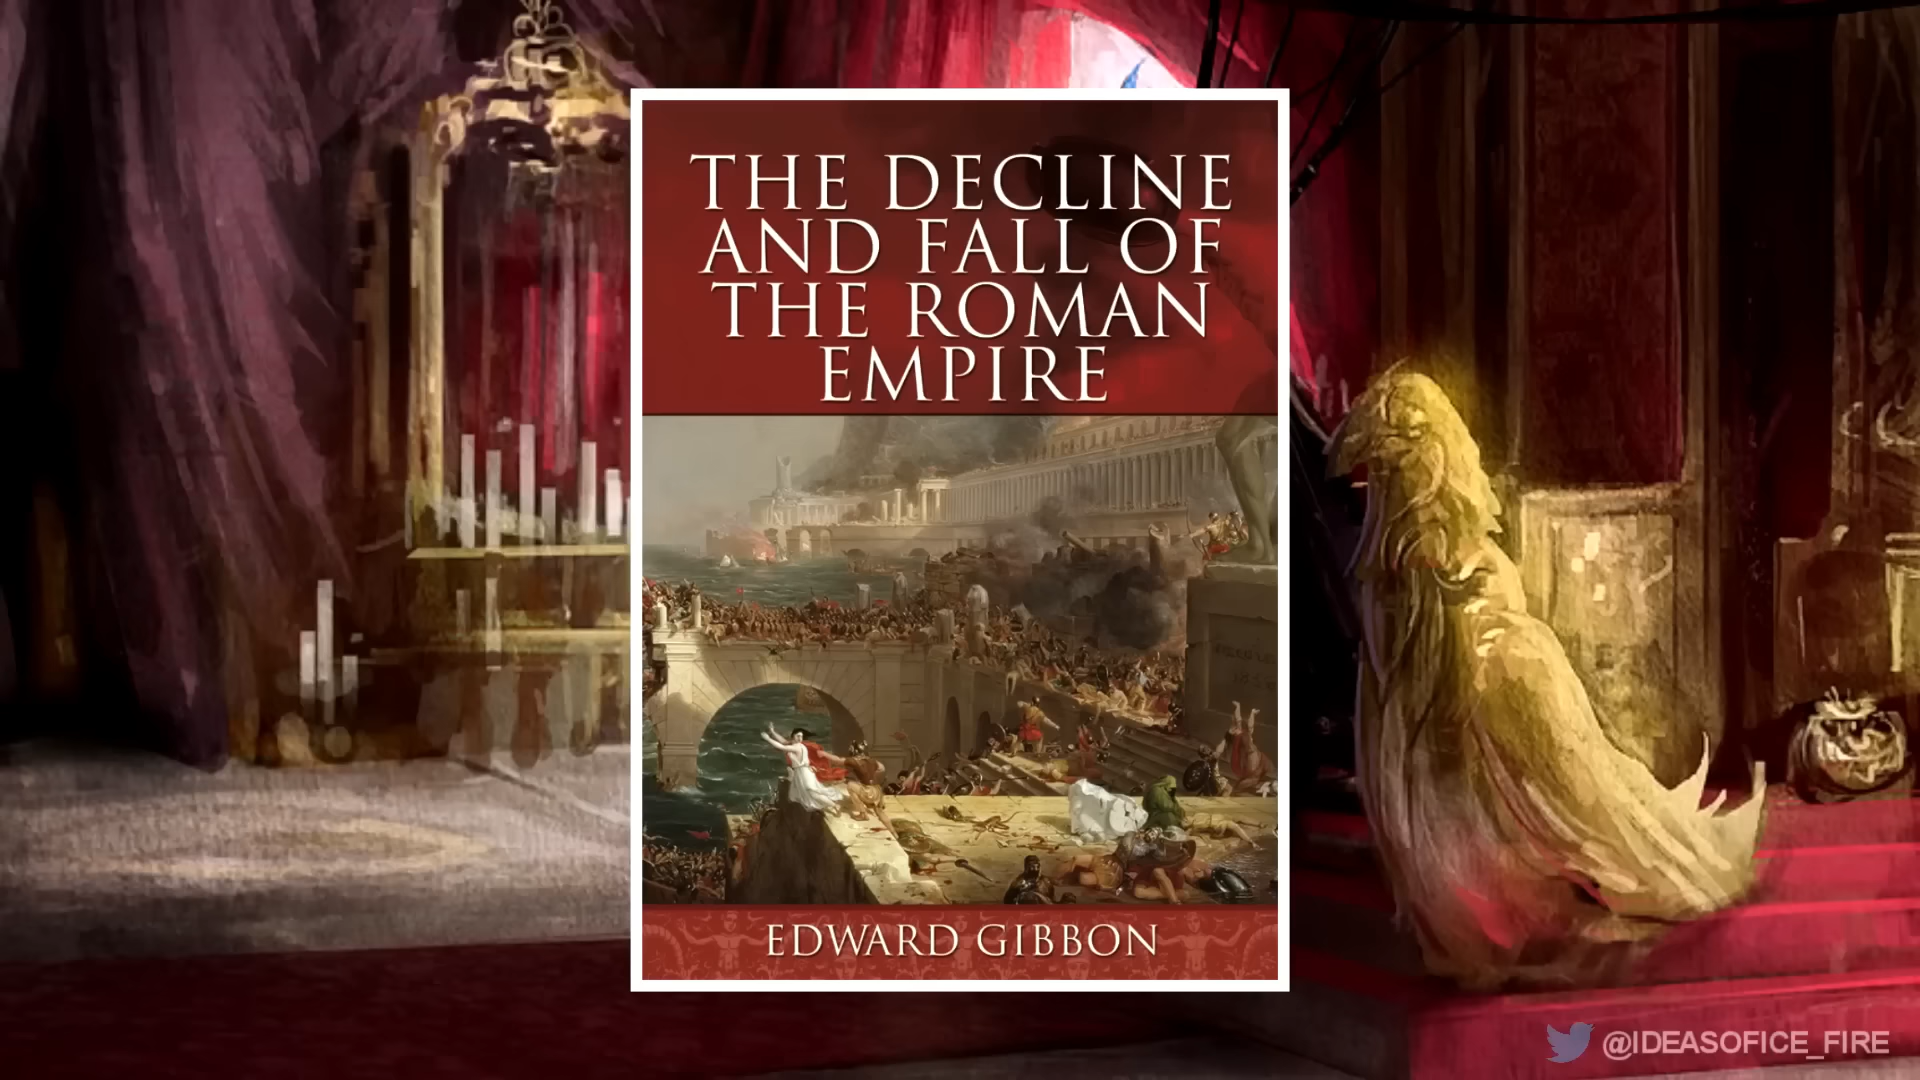 THE DECLINE
AND FALL OF
THE ROMAN
EMPIRE
EDWARD GIBBON
@IDEASOFICE_FIRE